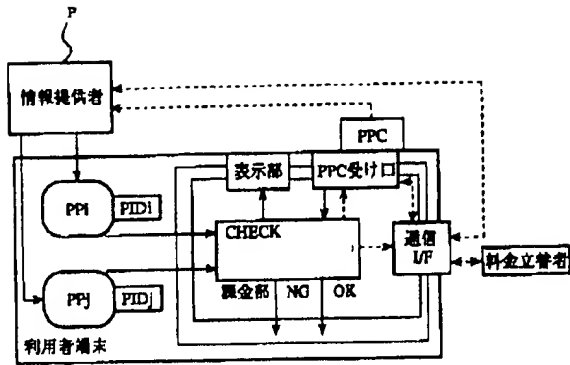 P
情報提供者
PPC
表示部
PPC受け口
PPi
PIDi
CHECK
通信
I/F
料金立替者
PPj
PIDj
課金部
NG
OK
利用者端末